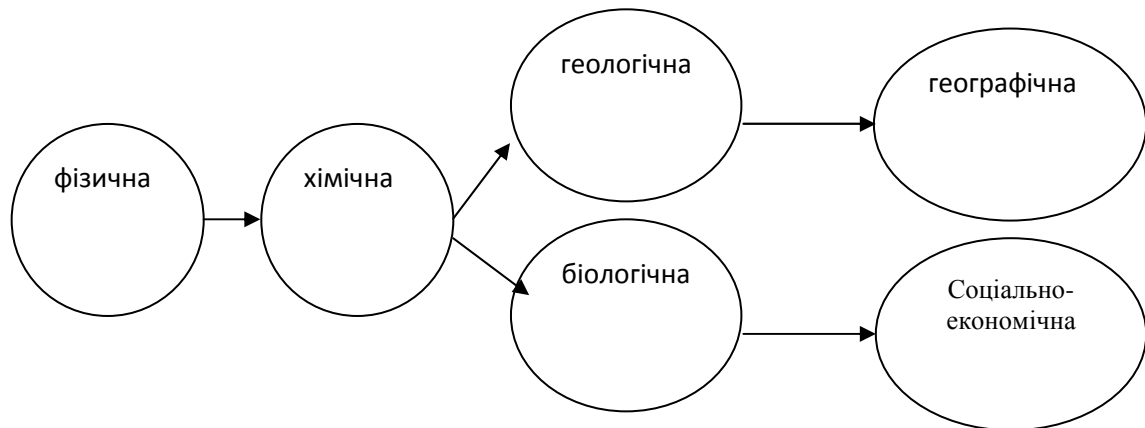 фізична
хімічна
геологічна
біологічна
географічна
Соціально-
економічна